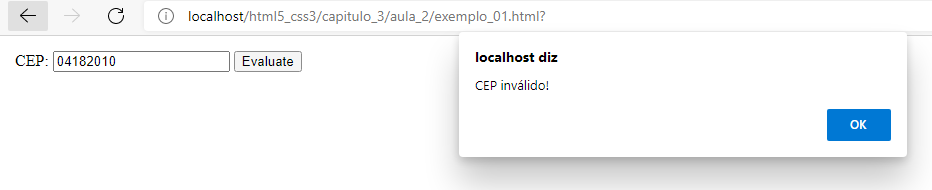 localhost/html5_css3/capitulo_3/aula_2/exemplo_01.html?
localhost diz
CEP: 04182010 Evaluate
CEP inválido!
OK